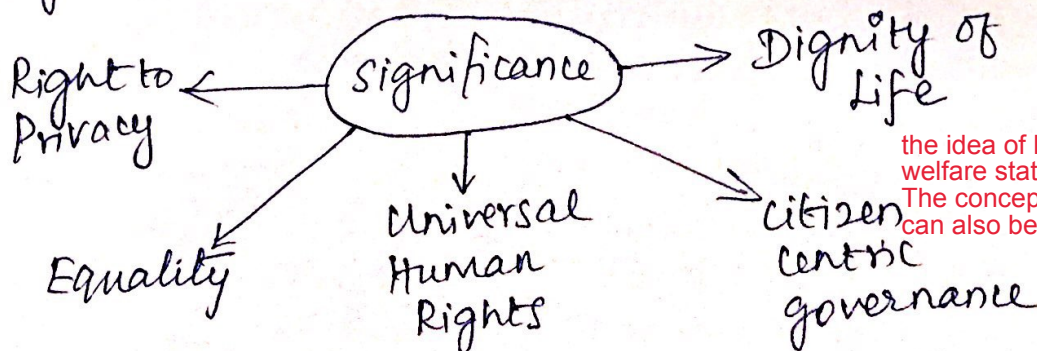 significance
Right to
Privacy
Dignity of
Life
Equality
Universal
Human
Rights
Citizen
Centric
governance
the idea of
welfare stat
The concep
can also be